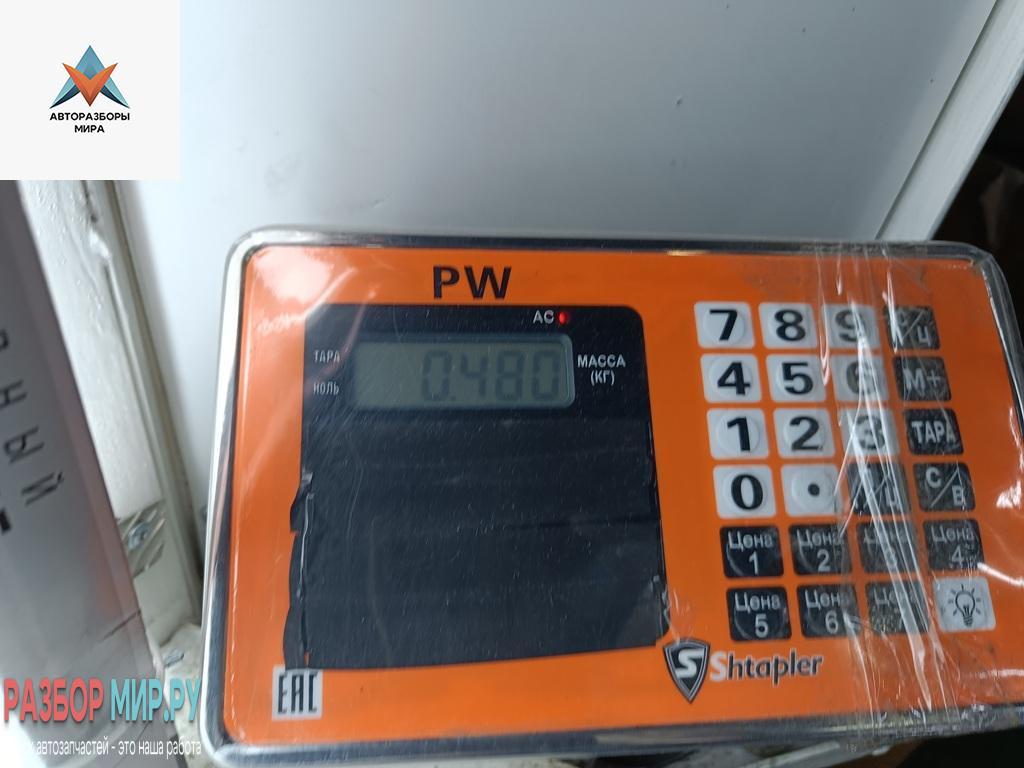 АВТОРАЗБОРЫ
МИРА
PW
AC
ТАРА
НОЛЬ
0.480
МАССА
(КГ)
7 8 9
4 5 6 М+
1 2 3 ТАРА
0 . С/В
Цена 1 Цена 2 3 Цена 4
Цена 5 Цена 6
Shtapler
EAC
НЫЙ
РАЗБОР МИР.РУ
автозапчастей - это наша работа